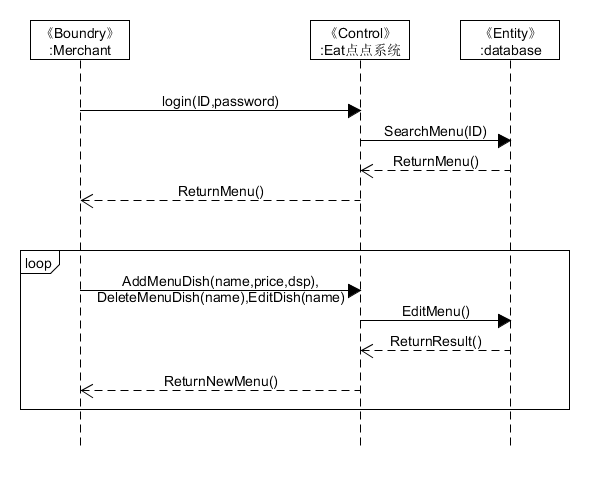 《Boundry》
:Merchant
《Control》
:Eat点点系统
《Entity》
:database
login(ID,password)
SearchMenu(ID)
ReturnMenu()
ReturnMenu()
loop
AddMenuDish(name,price,dsp),
DeleteMenuDish(name),EditDish(name)
EditMenu()
ReturnResult()
ReturnNewMenu()